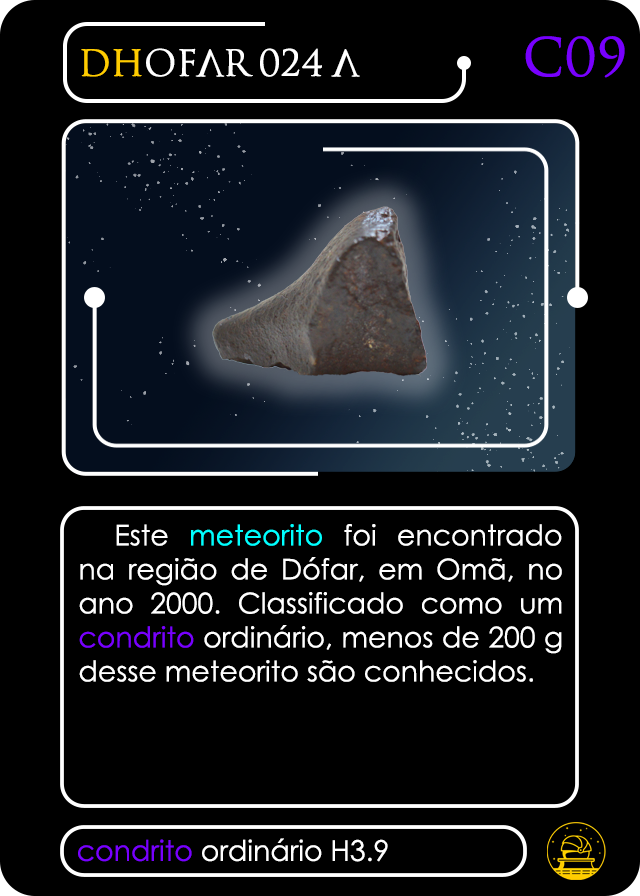 DHOFAR 024 A
C09
Este meteorito foi encontrado
na região de Dófar, em Omã, no
ano 2000. Classificado como um
condrito ordinário, menos de 200 g
desse meteorito são conhecidos.
condrito ordinário H3.9